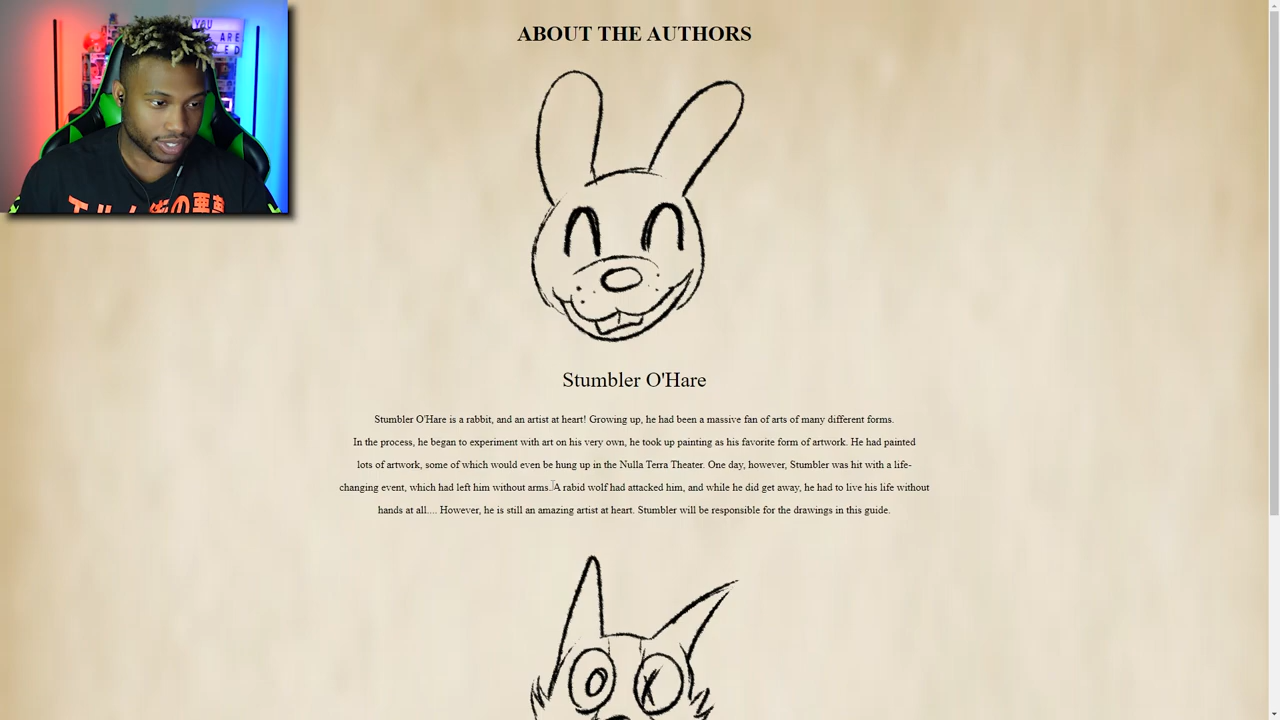 YOU
ARE
ABOUT THE AUTHORS
Stumbler O'Hare
Stumbler O'Hare is a rabbit, and an artist at heart! Growing up, he had been a massive fan of arts of many different forms.
In the process, he began to experiment with art on his very own, he took up painting as his favorite form of artwork. He had painted
lots of artwork, some of which would even be hung up in the Nulla Terra Theater. One day, however, Stumbler was hit with a life-
changing event, which had left him without arms. A rabid wolf had attacked him, and while he did get away, he had to live his life without
hands at all.... However, he is still an amazing artist at heart. Stumbler will be responsible for the drawings in this guide.